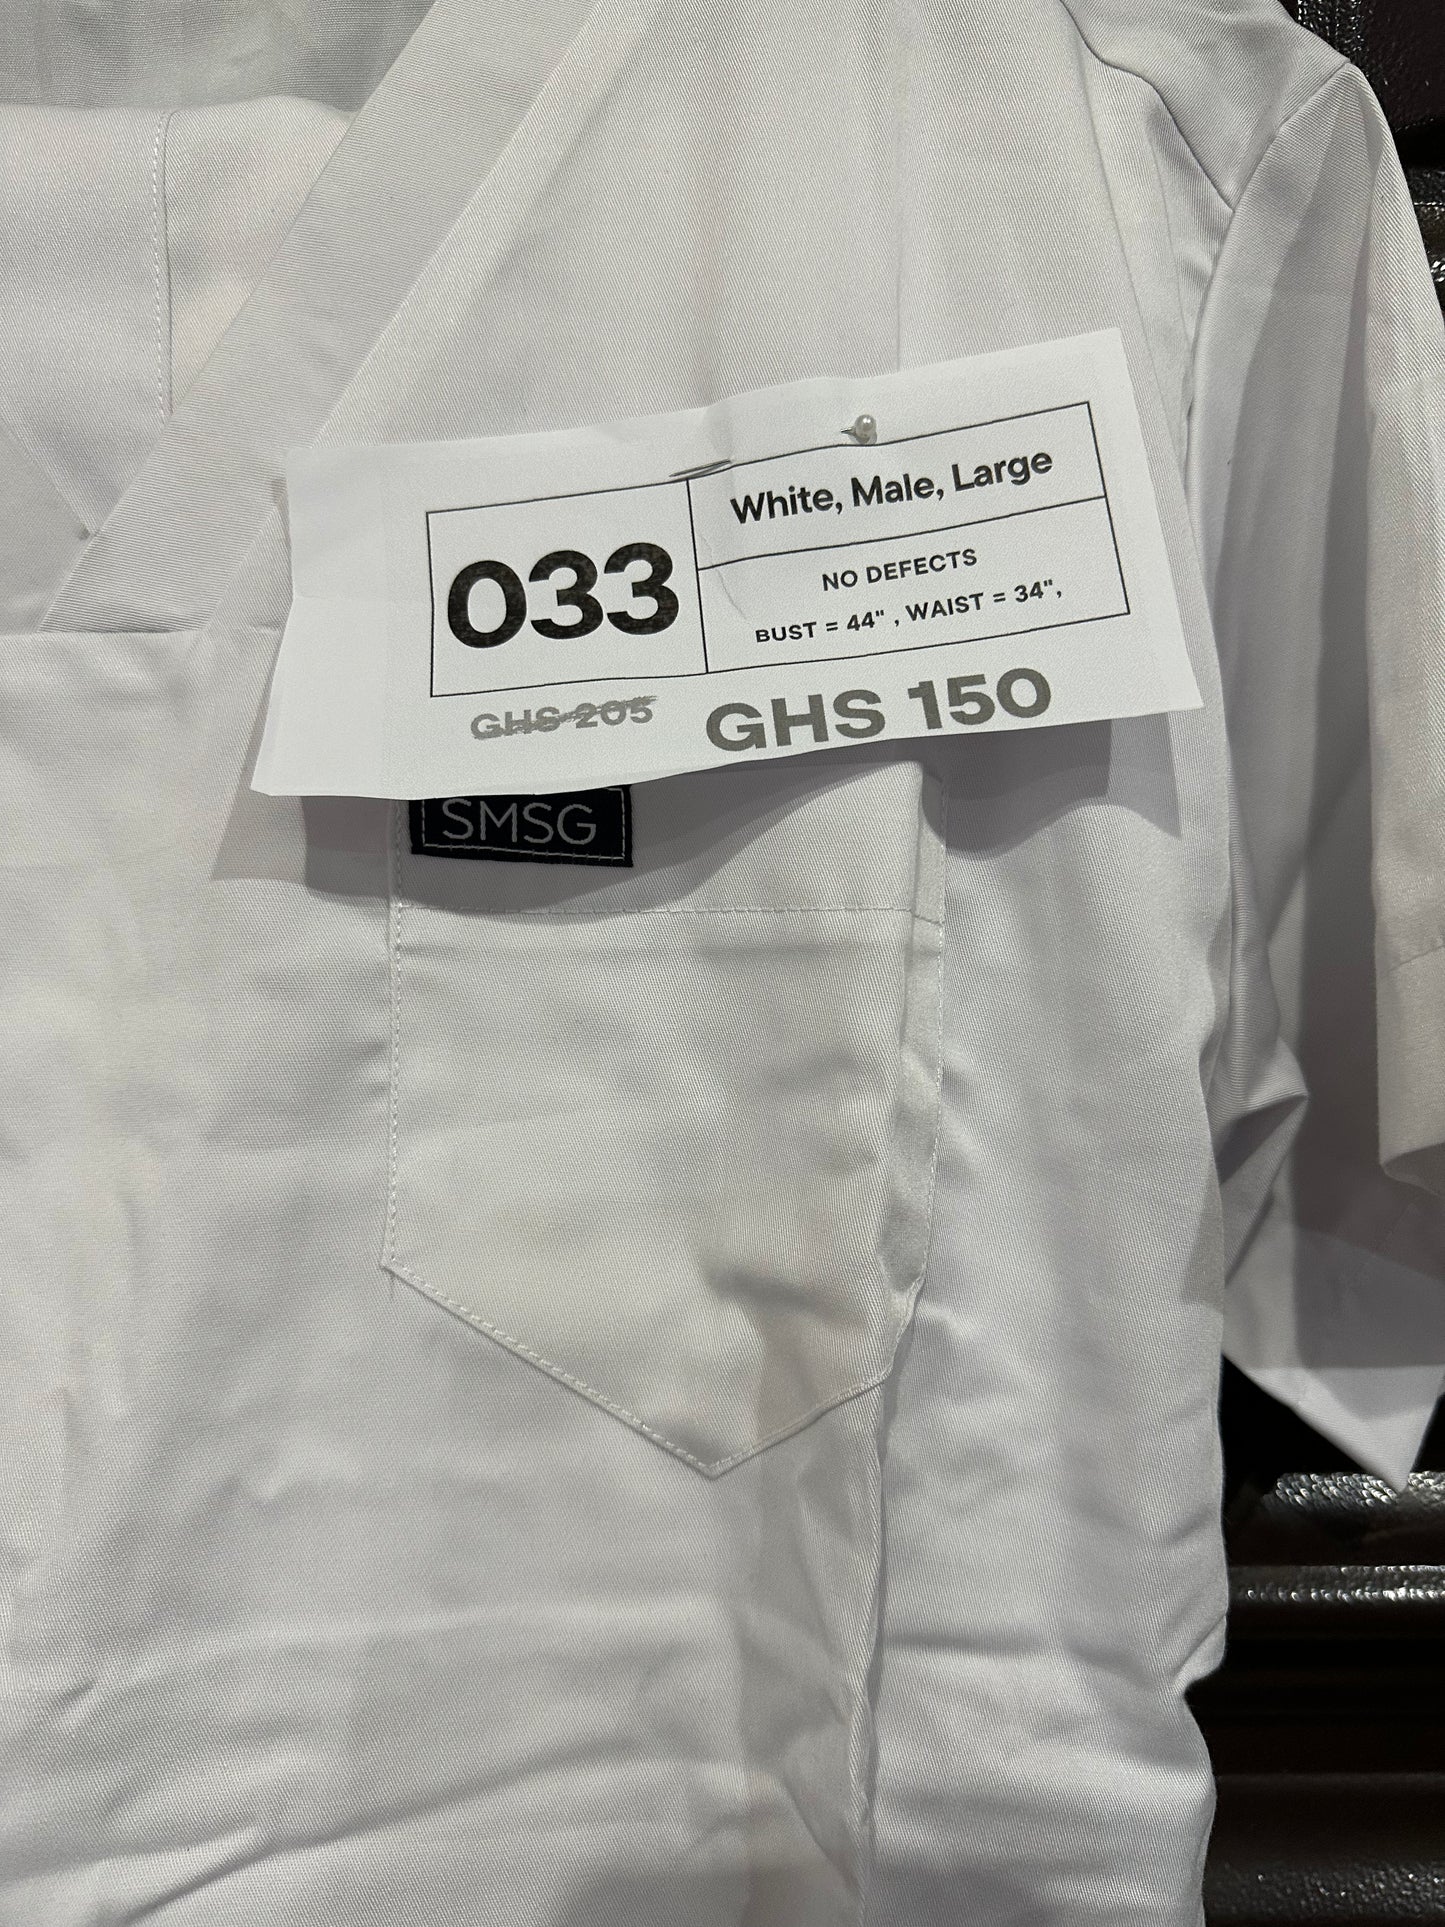 033
White, Male, Large
NO DEFECTS
BUST = 44" , WAIST = 34",
GHS 205
GHS 150
SMSG